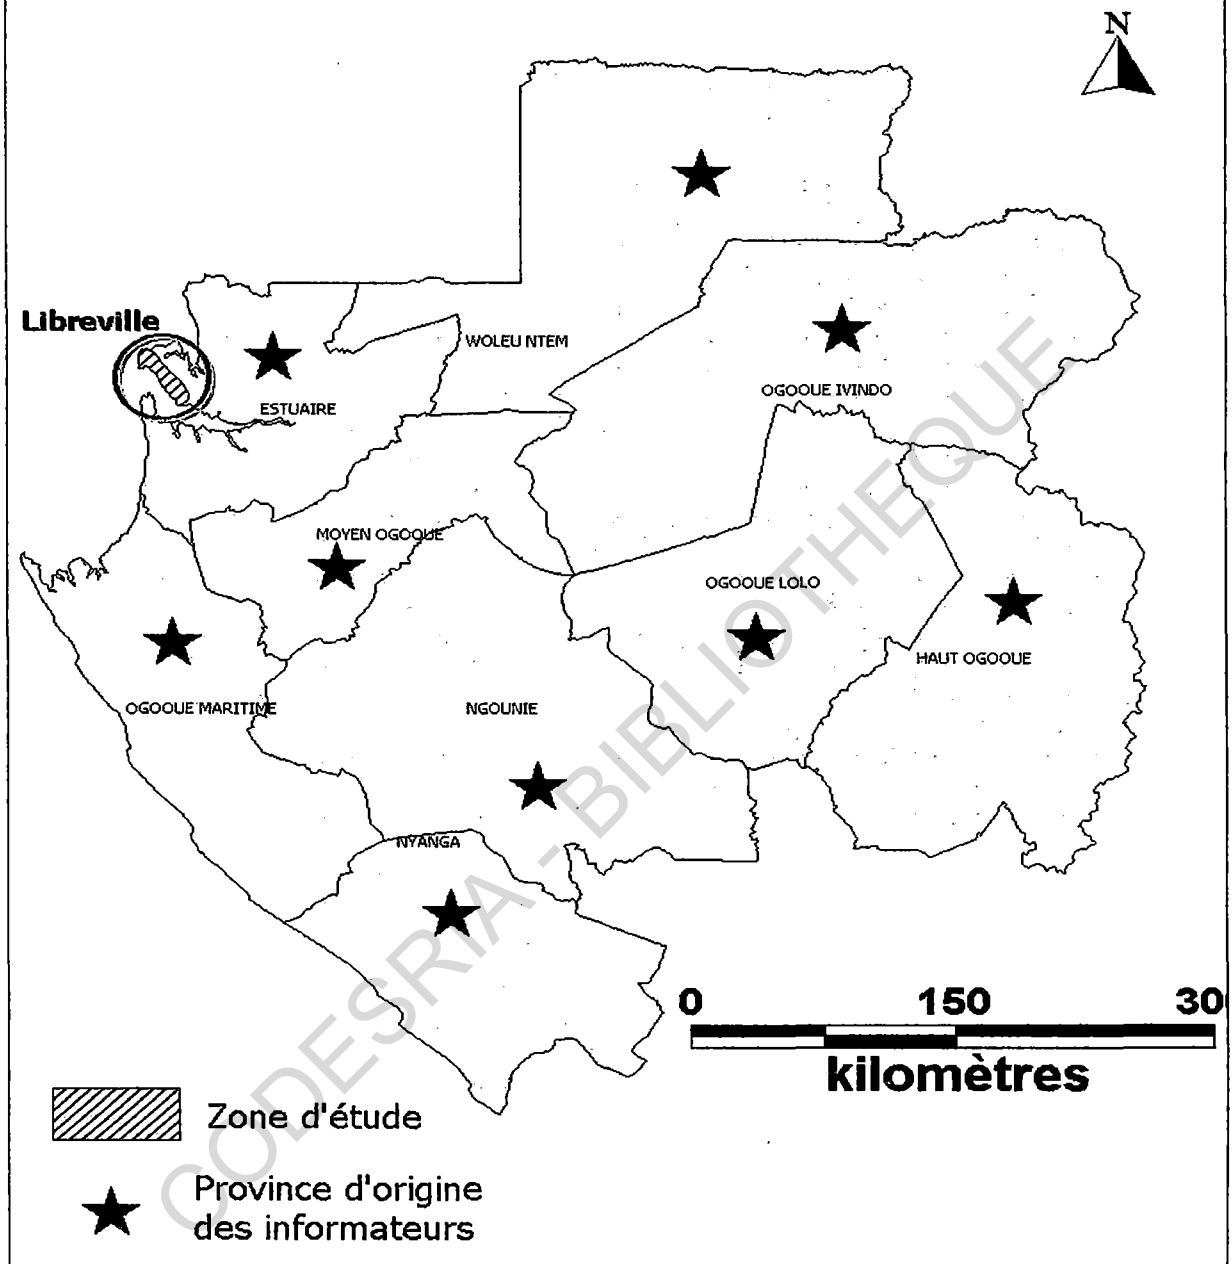 N
Libreville
WOLEU NTEM
OGOOUE IVINDO
ESTUAIRE
MOYEN OGOOUE
OGOOUE LOLO
HAUT OGOOUE
OGOOUE MARITIME
NGOUNIE
NYANGA
0 150 30
kilomètres
Zone d'étude
Province d'origine
des informateurs
CODESRIA - BIBLIOTHEQUE